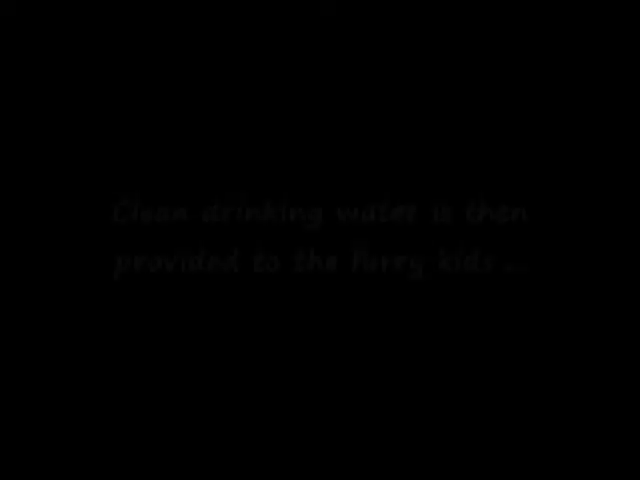 Clean drinking water is then
provided to the furry kids ...